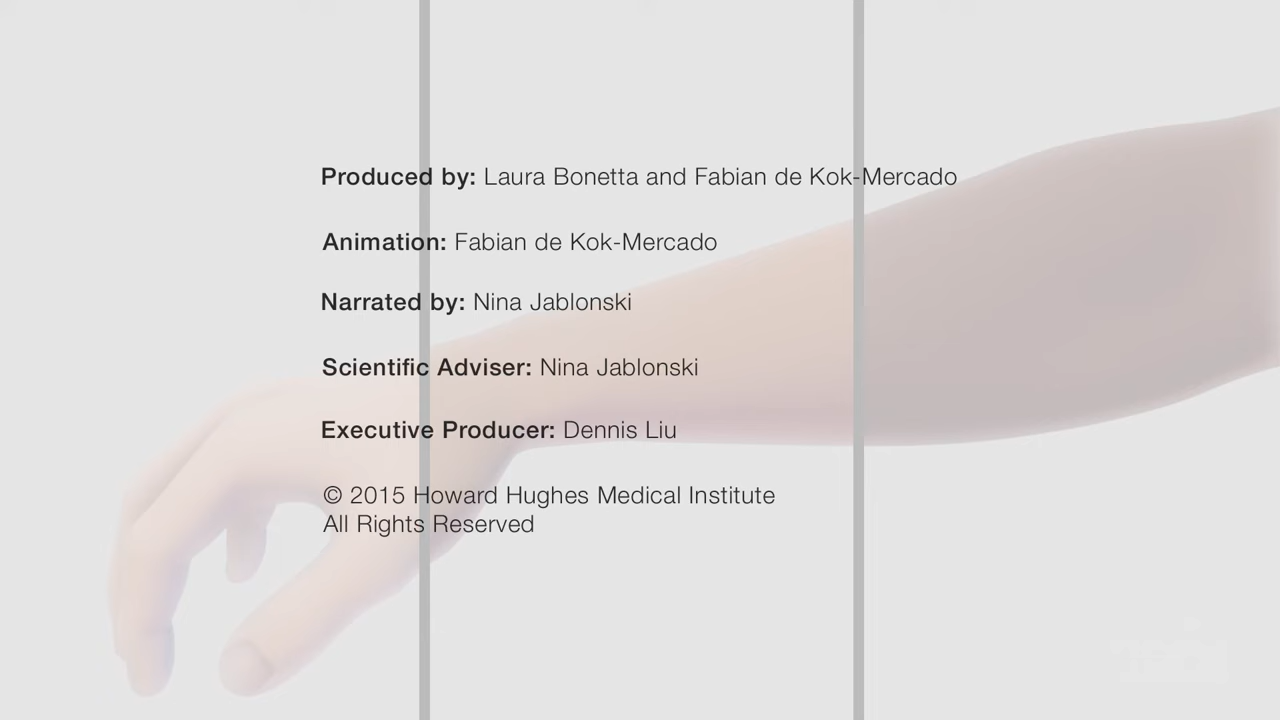 Produced by: Laura Bonetta and Fabian de Kok-Mercado
Animation: Fabian de Kok-Mercado
Narrated by: Nina Jablonski
Scientific Adviser: Nina Jablonski
Executive Producer: Dennis Liu
© 2015 Howard Hughes Medical Institute
All Rights Reserved